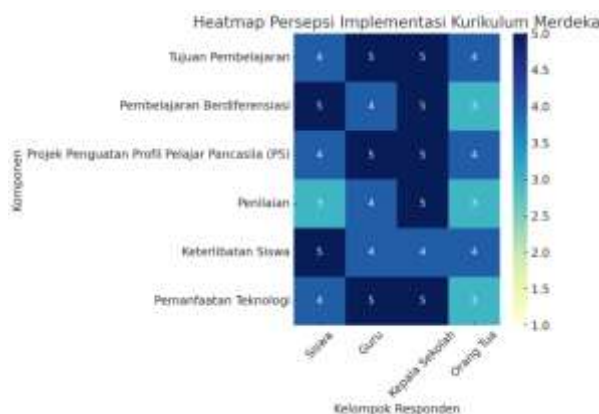 Heatmap Persepsi Implementasi Kurikulum Merdeka
Komponen
Tujuan Pembelajaran 4 5 5 4
Pembelajaran Berdiferensiasi 5 4 5 3
Projek Penguatan Profil Pelajar Pancasila (P5) 4 5 5 4
Penilaian 3 4 5 3
Keterlibatan Siswa 5 4 4 4
Pemanfaatan Teknologi 4 5 5 3
Siswa Guru Kepala Sekolah Orang Tua
Kelompok Responden
5.0
4.5
4.0
3.5
3.0
2.5
2.0
1.5
1.0